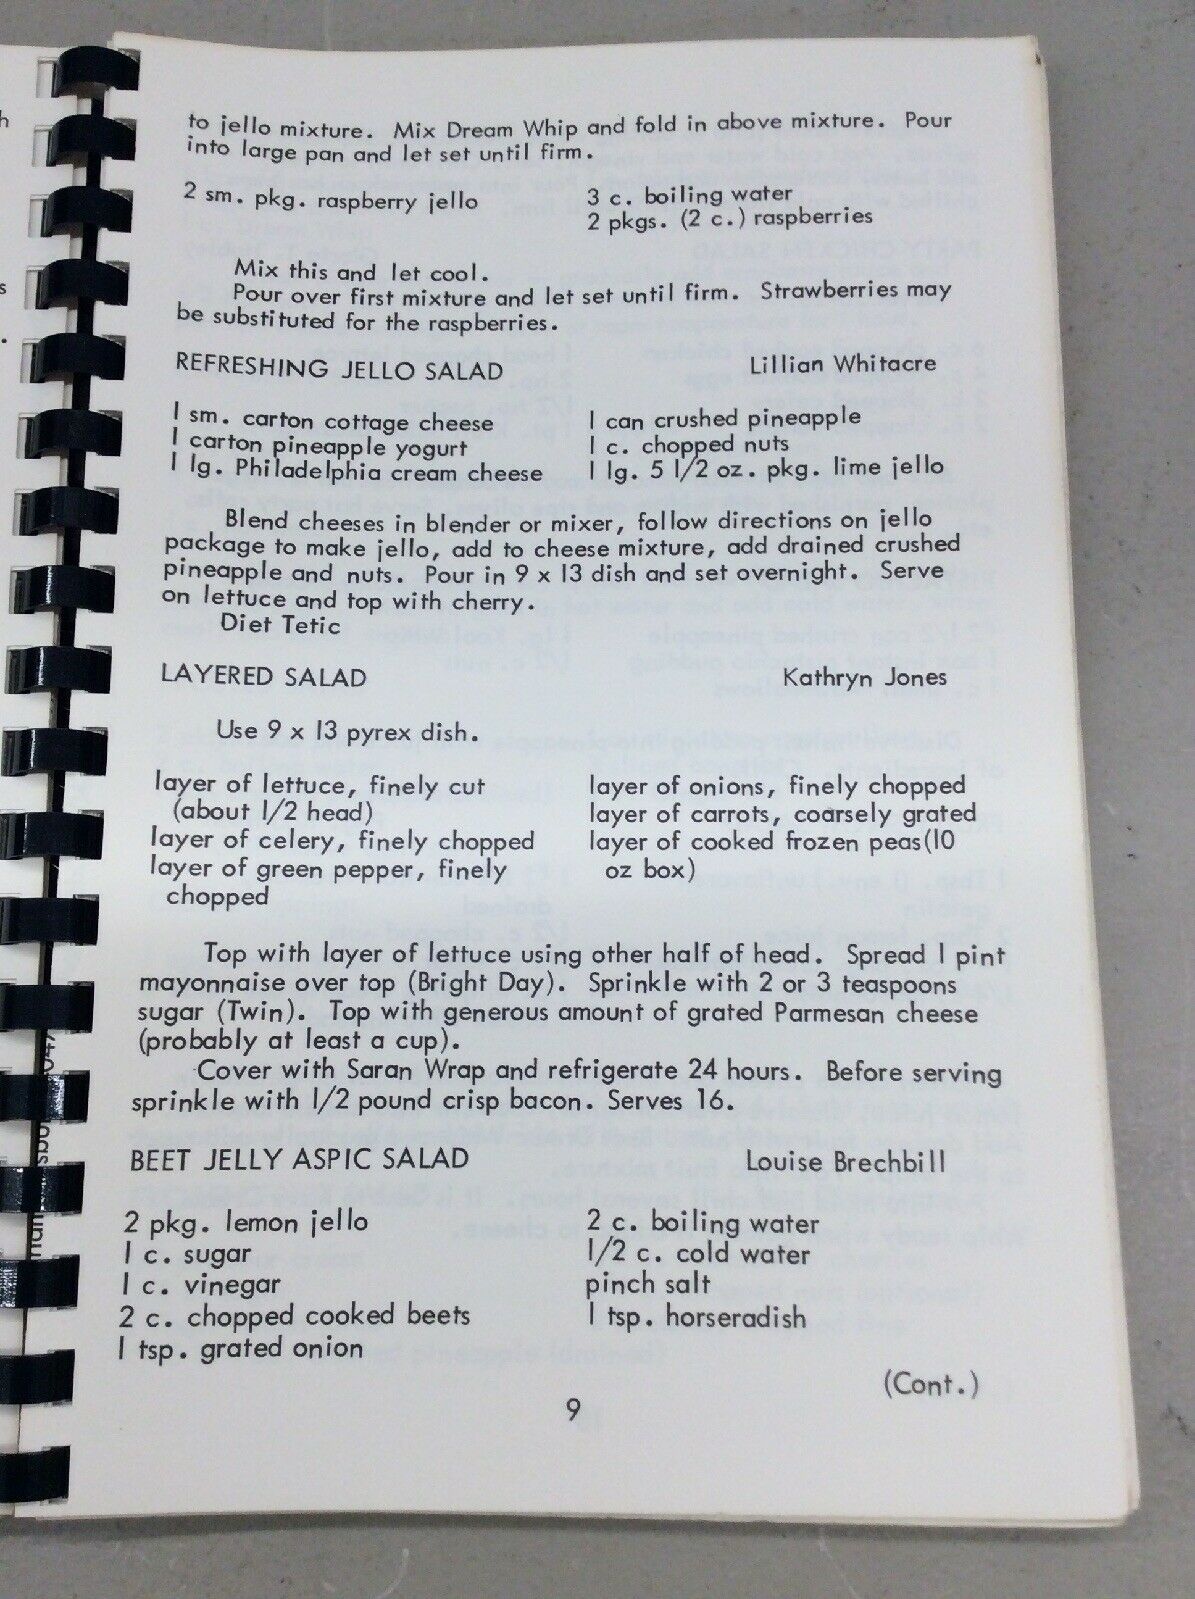 to jello mixture. Mix Dream Whip and fold in above mixture. Pour
into large pan and let set until firm.
2 sm. pkg. raspberry jello
3 c. boiling water
2 pkgs. (2 c.) raspberries
Mix this and let cool.
Pour over first mixture and let set until firm. Strawberries may
be substituted for the raspberries.
REFRESHING JELLO SALAD Lillian Whitacre
1 sm. carton cottage cheese
1 carton pineapple yogurt
1 lg. Philadelphia cream cheese
1 can crushed pineapple
1 c. chopped nuts
1 lg. 5 1/2 oz. pkg. lime jello
Blend cheeses in blender or mixer, follow directions on jello
package to make jello, add to cheese mixture, add drained crushed
pineapple and nuts. Pour in 9 x 13 dish and set overnight. Serve
on lettuce and top with cherry.
Diet Tetic
LAYERED SALAD Kathryn Jones
Use 9 x 13 pyrex dish.
layer of lettuce, finely cut
(about 1/2 head)
layer of celery, finely chopped
layer of green pepper, finely
chopped
layer of onions, finely chopped
layer of carrots, coarsely grated
layer of cooked frozen peas(10
oz box)
Top with layer of lettuce using other half of head. Spread 1 pint
mayonnaise over top (Bright Day). Sprinkle with 2 or 3 teaspoons
sugar (Twin). Top with generous amount of grated Parmesan cheese
(probably at least a cup).
Cover with Saran Wrap and refrigerate 24 hours. Before serving
sprinkle with 1/2 pound crisp bacon. Serves 16.
BEET JELLY ASPIC SALAD Louise Brechbill
2 pkg. lemon jello
1 c. sugar
1 c. vinegar
2 c. chopped cooked beets
1 tsp. grated onion
2 c. boiling water
1/2 c. cold water
pinch salt
1 tsp. horseradish
(Cont.)
9